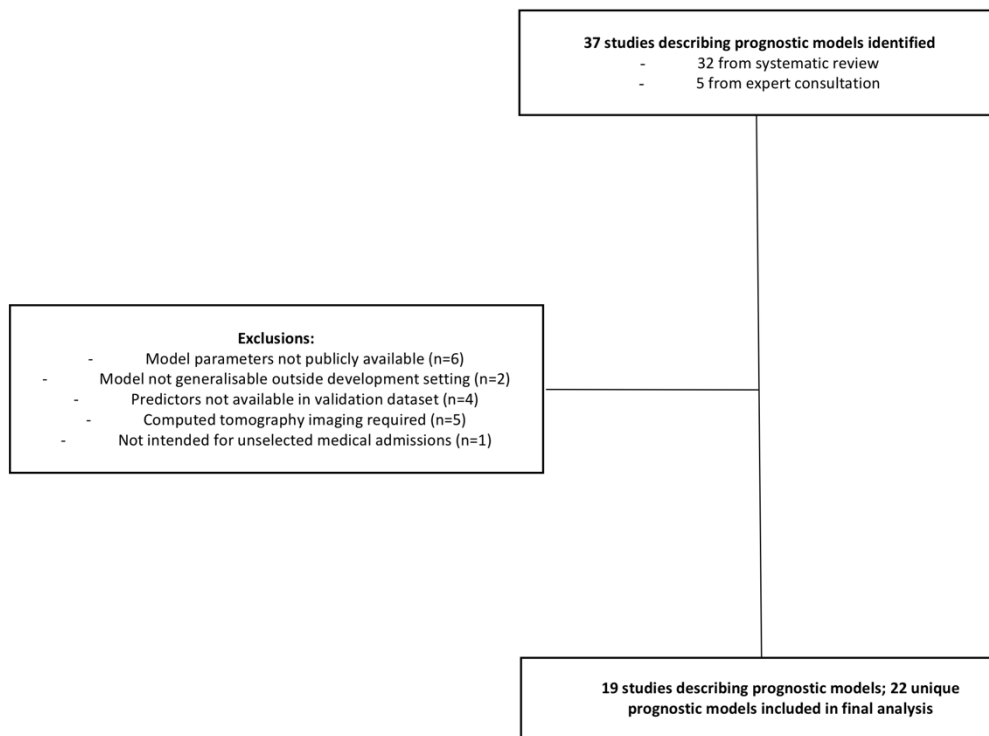 37 studies describing prognostic models identified
- 32 from systematic review
- 5 from expert consultation
Exclusions:
- Model parameters not publicly available (n=6)
- Model not generalisable outside development setting (n=2)
- Predictors not available in validation dataset (n=4)
- Computed tomography imaging required (n=5)
- Not intended for unselected medical admissions (n=1)
19 studies describing prognostic models; 22 unique
prognostic models included in final analysis